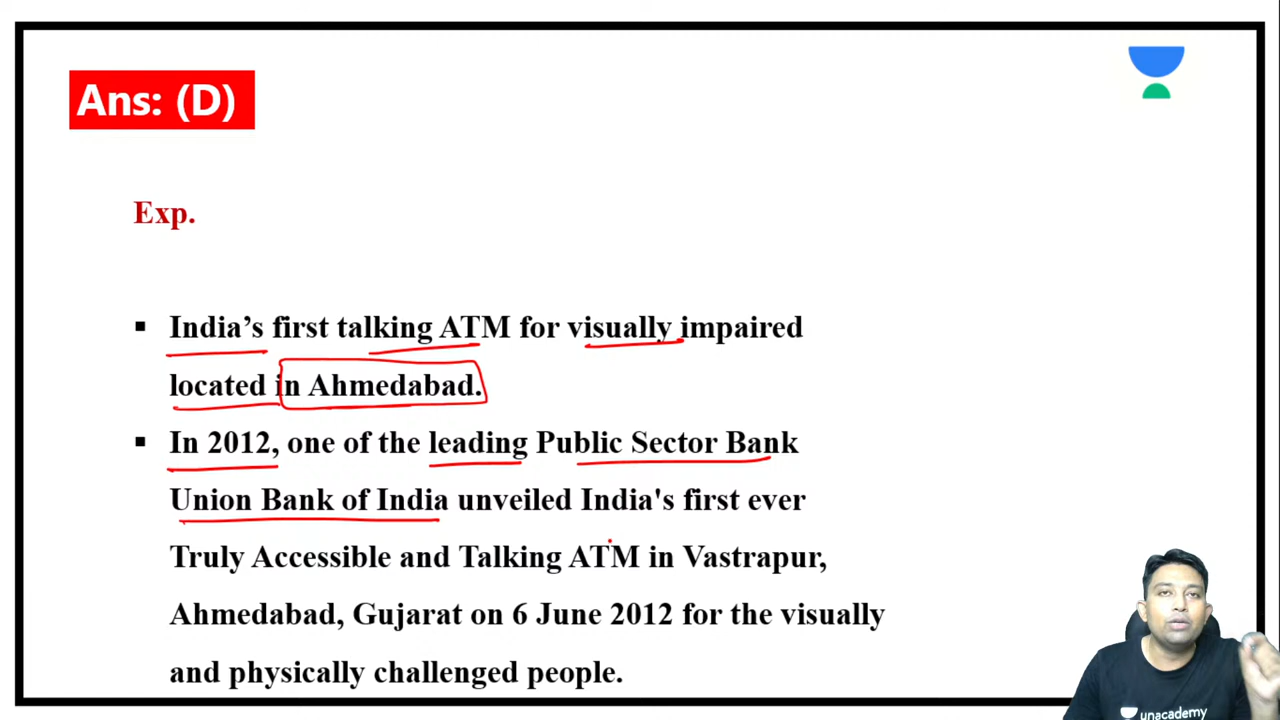 Ans: (D)
Exp.
▪ India’s first talking ATM for visually impaired
located in Ahmedabad.
▪ In 2012, one of the leading Public Sector Bank
Union Bank of India unveiled India's first ever
Truly Accessible and Talking ATM in Vastrapur,
Ahmedabad, Gujarat on 6 June 2012 for the visually
and physically challenged people.
unacademy